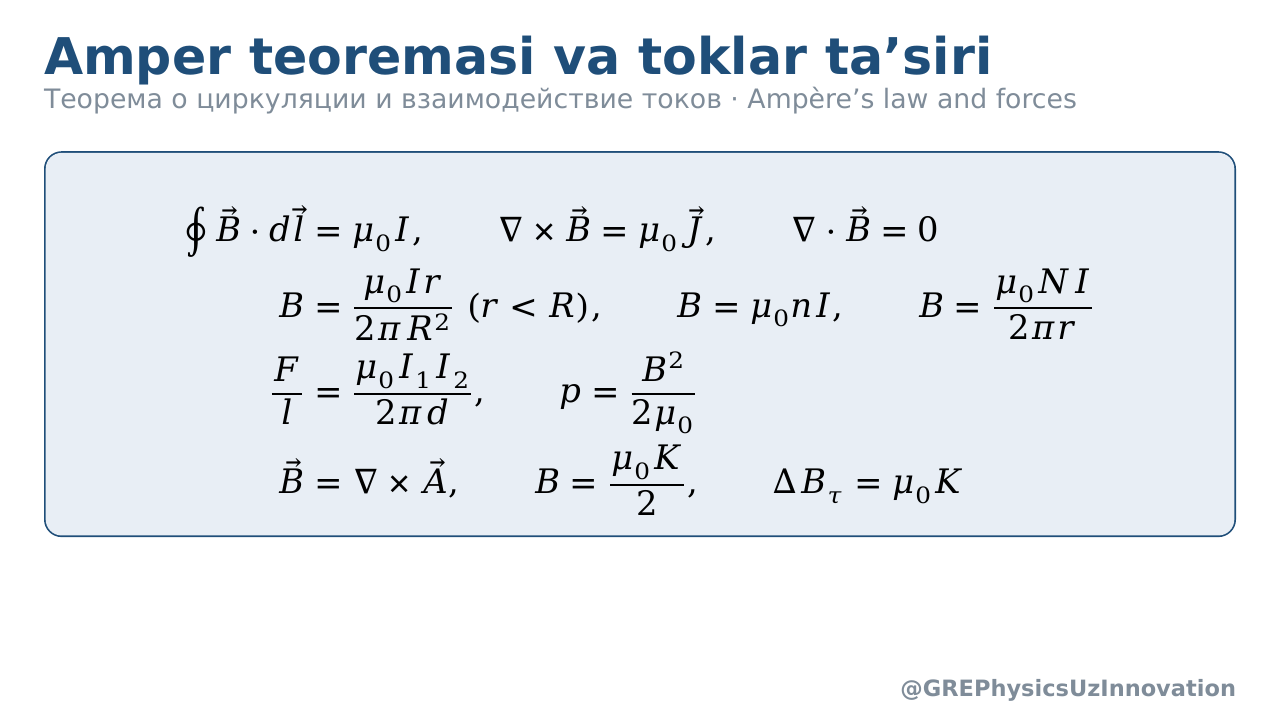 Amper teoremasi va toklar ta’siri
Теорема о циркуляции и взаимодействие токов · Ampère’s law and forces
∮ B⃗ · dl⃗ = μ₀I, ∇ × B⃗ = μ₀J⃗, ∇ · B⃗ = 0
B = μ₀Ir / 2πR² (r < R), B = μ₀nI, B = μ₀NI / 2πr
F / l = μ₀I₁I₂ / 2πd, p = B² / 2μ₀
B⃗ = ∇ × A⃗, B = μ₀K / 2, ΔB_τ = μ₀K
@GREPhysicsUzInnovation